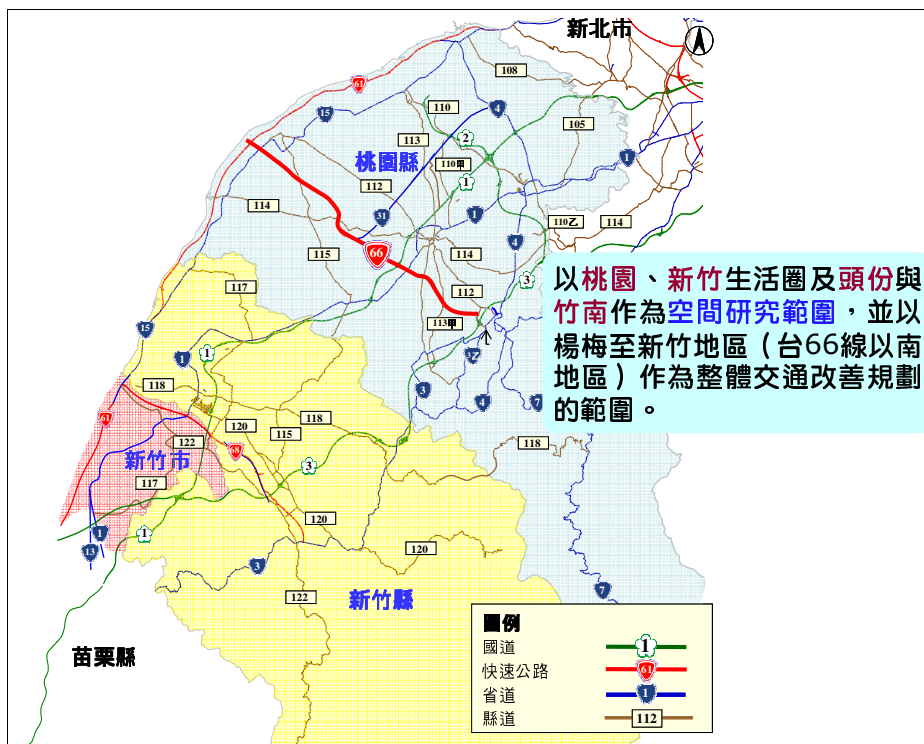 新北市
61
108
15
110
4
105
2
113
1
桃園縣
110甲
1
112
114
31
1
110乙
114
4
66
115
114
3
117
112
113甲
15
1
1
3乙
3
4
7
118
118
120
115
118
61
122
68
3
新竹市
117
120
1
1
13
120
3
7
122
新竹縣
苗栗縣
以桃園、新竹生活圈及頭份與
竹南作為空間研究範圍,並以
楊梅至新竹地區(台66線以南
地區)作為整體交通改善規劃
的範圍。
圖例
國道 1
快速公路 61
省道 1
縣道 112